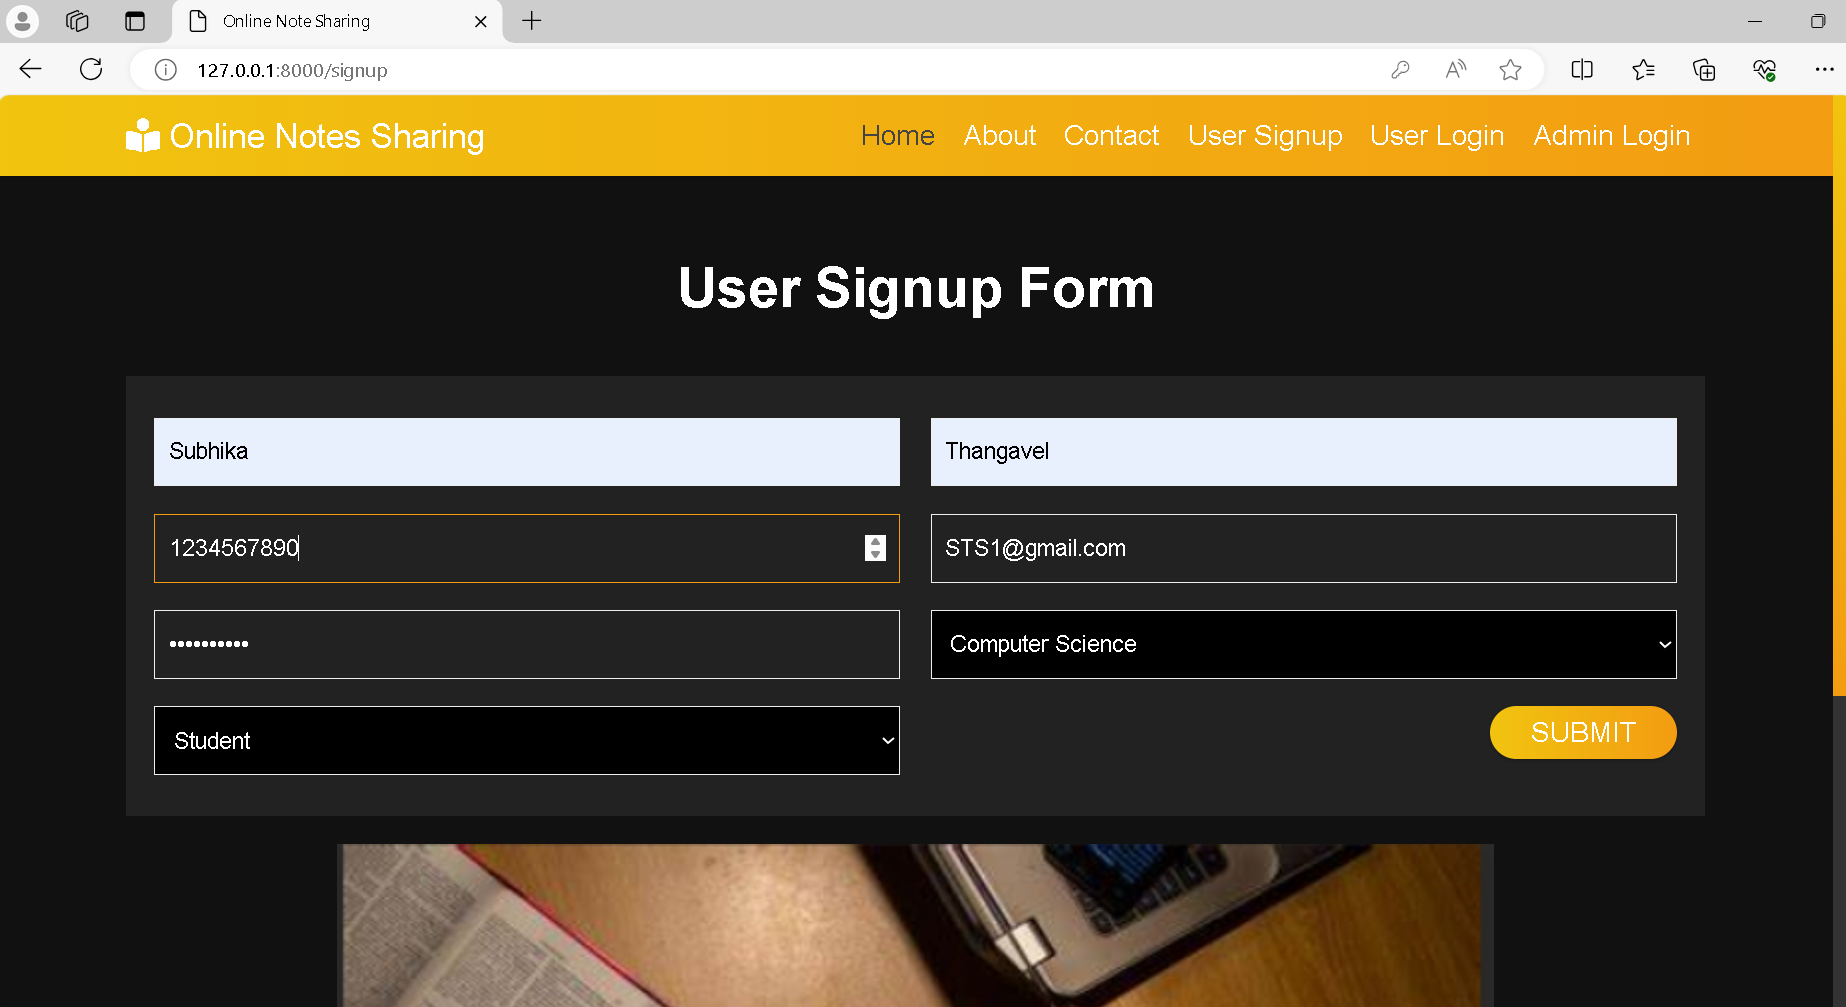 Online Note Sharing
127.0.0.1:8000/signup
Online Notes Sharing
Home About Contact User Signup User Login Admin Login
User Signup Form
Subhika Thangavel
1234567890 STS1@gmail.com
•••••••••• Computer Science
Student SUBMIT